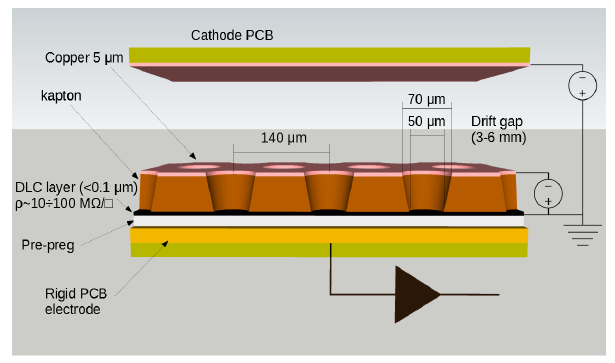 Cathode PCB
Copper 5 µm
kapton
70 µm
50 µm
Drift gap
(3-6 mm)
140 µm
DLC layer (<0.1 µm)
ρ~10÷100 MΩ/□
Pre-preg
Rigid PCB
electrode
−
+
−
+